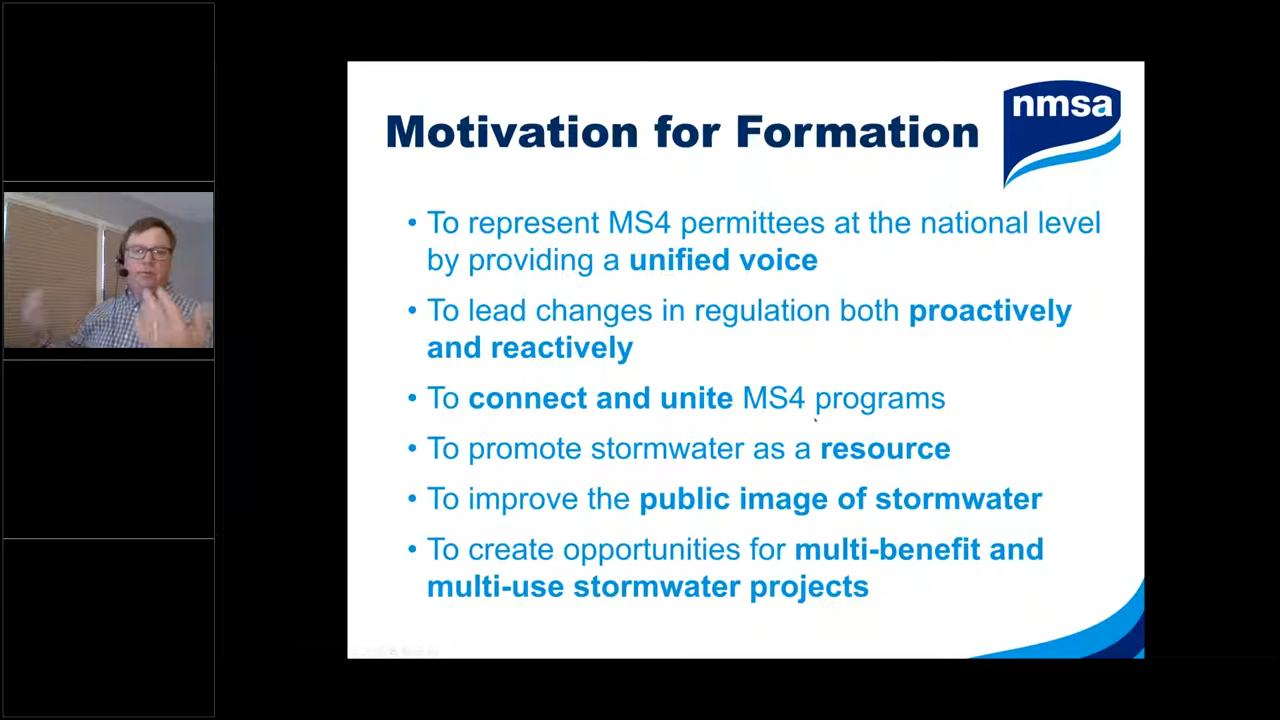 nmsa
Motivation for Formation
• To represent MS4 permittees at the national level
by providing a unified voice
• To lead changes in regulation both proactively
and reactively
• To connect and unite MS4 programs
• To promote stormwater as a resource
• To improve the public image of stormwater
• To create opportunities for multi-benefit and
multi-use stormwater projects